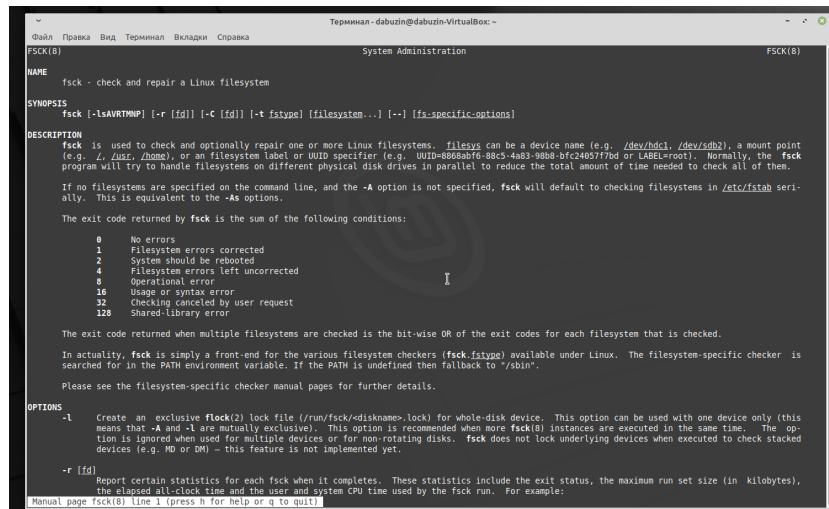 Терминал - dabuzin@dabuzin-VirtualBox: ~
Файл Правка Вид Терминал Вкладки Справка
FSCK(8) System Administration FSCK(8)
NAME
fsck - check and repair a Linux filesystem
SYNOPSIS
fsck [-lsAVRTMNP] [-r [fd]] [-C [fd]] [-t fstype] [filesystem...] [--] [fs-specific-options]
DESCRIPTION
fsck is used to check and optionally repair one or more Linux filesystems. filesys can be a device name (e.g. /dev/hdc1, /dev/sdb2), a mount point
(e.g. /, /usr, /home), or an filesystem label or UUID specifier (e.g. UUID=8868abf6-88c5-4a83-98b8-bfc24057f7bd or LABEL=root). Normally, the fsck
program will try to handle filesystems on different physical disk drives in parallel to reduce the total amount of time needed to check all of them.
If no filesystems are specified on the command line, and the -A option is not specified, fsck will default to checking filesystems in /etc/fstab seri-
ally. This is equivalent to the -As options.
The exit code returned by fsck is the sum of the following conditions:
0 No errors
1 Filesystem errors corrected
2 System should be rebooted
4 Filesystem errors left uncorrected
8 Operational error
16 Usage or syntax error
32 Checking canceled by user request
128 Shared-library error
The exit code returned when multiple filesystems are checked is the bit-wise OR of the exit codes for each filesystem that is checked.
In actuality, fsck is simply a front-end for the various filesystem checkers (fsck.fstype) available under Linux. The filesystem-specific checker is
searched for in the PATH environment variable. If the PATH is undefined then fallback to "/sbin".
Please see the filesystem-specific checker manual pages for further details.
OPTIONS
-l Create an exclusive flock(2) lock file (/run/fsck/<diskname>.lock) for whole-disk device. This option can be used with one device only (this
means that -A and -l are mutually exclusive). This option is recommended when more fsck(8) instances are executed in the same time. The op-
tion is ignored when used for multiple devices or for non-rotating disks. fsck does not lock underlying devices when executed to check stacked
devices (e.g. MD or DM) – this feature is not implemented yet.
-r [fd]
Report certain statistics for each fsck when it completes. These statistics include the exit status, the maximum run set size (in kilobytes),
the elapsed all-clock time and the user and system CPU time used by the fsck run. For example:
Manual page fsck(8) line 1 (press h for help or q to quit)